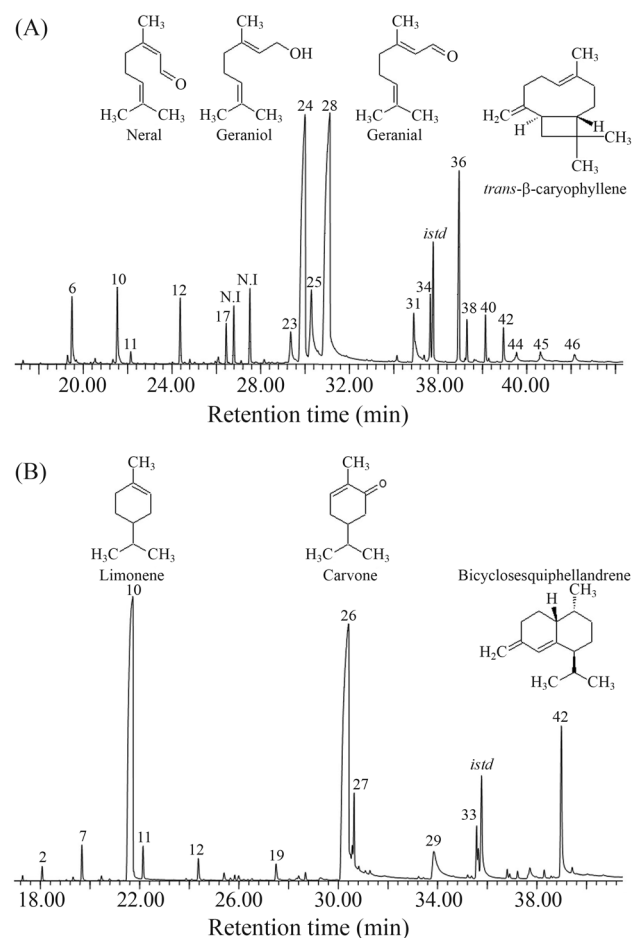 (A)
CH₃
O
H₃C CH₃
Neral
CH₃
OH
H₃C CH₃
Geraniol
CH₃
O
H₃C CH₃
Geranial
CH₃
H₂C
H
H
CH₃
CH₃
trans-β-caryophyllene
6
10
11
12
17
N.I
N.I
23
24
25
28
31
34
istd
36
38
40
42
44
45
46
20.00 24.00 28.00 32.00 37.00 40.00
Retention time (min)
(B)
CH₃
H₃C CH₃
Limonene
CH₃
O
H₃C CH₃
Carvone
Bicyclosesquiphellandrene
H
CH₃
H₂C
H₃C CH₃
2
7
10
11
12
19
26
27
29
33
istd
42
18.00 22.00 26.00 30.00 34.00 38.00
Retention time (min)